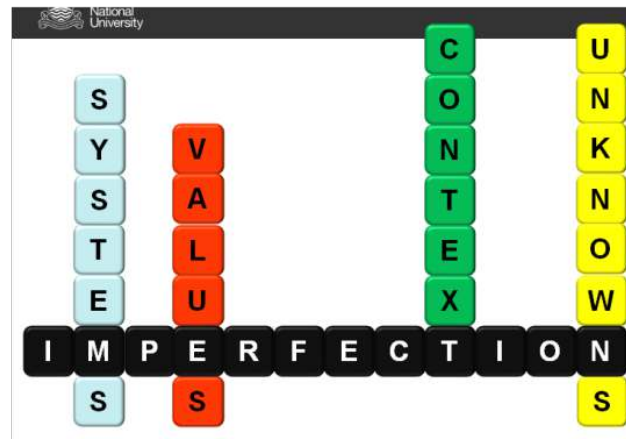 National
University
SYSTEMS
VALUES
CONTEXT
UNKNOWNS
IMPERFECTION